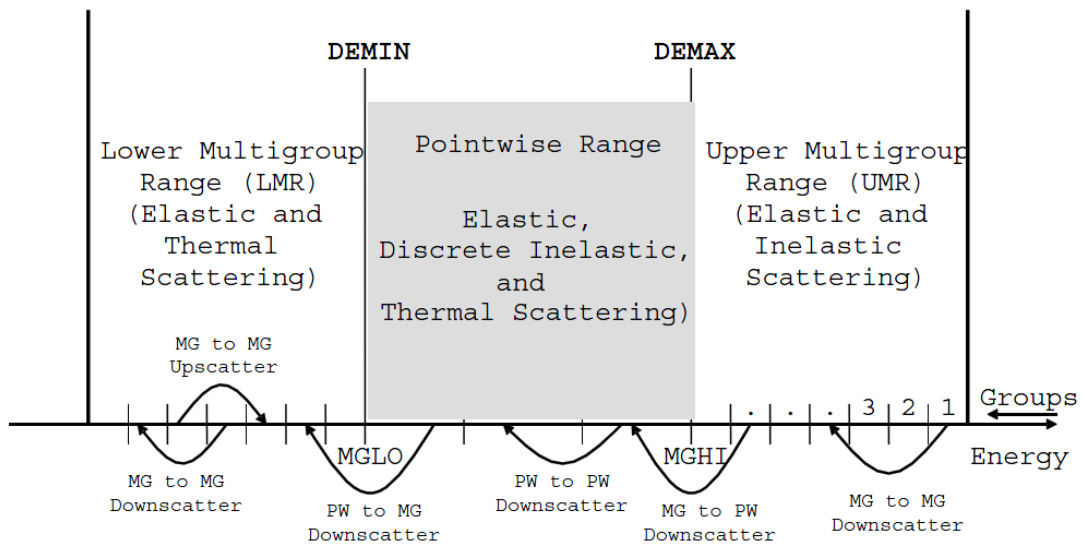 DEMIN
DEMAX
Lower Multigroup
Range (LMR)
(Elastic and
Thermal
Scattering)
Pointwise Range
Elastic,
Discrete Inelastic,
and
Thermal Scattering)
Upper Multigroup
Range (UMR)
(Elastic and
Inelastic
Scattering)
MG to MG
Upscatter
. . . 3 2 1
Groups
Energy
MGLO
MGHI
MG to MG
Downscatter
PW to MG
Downscatter
PW to PW
Downscatter
MG to PW
Downscatter
MG to MG
Downscatter